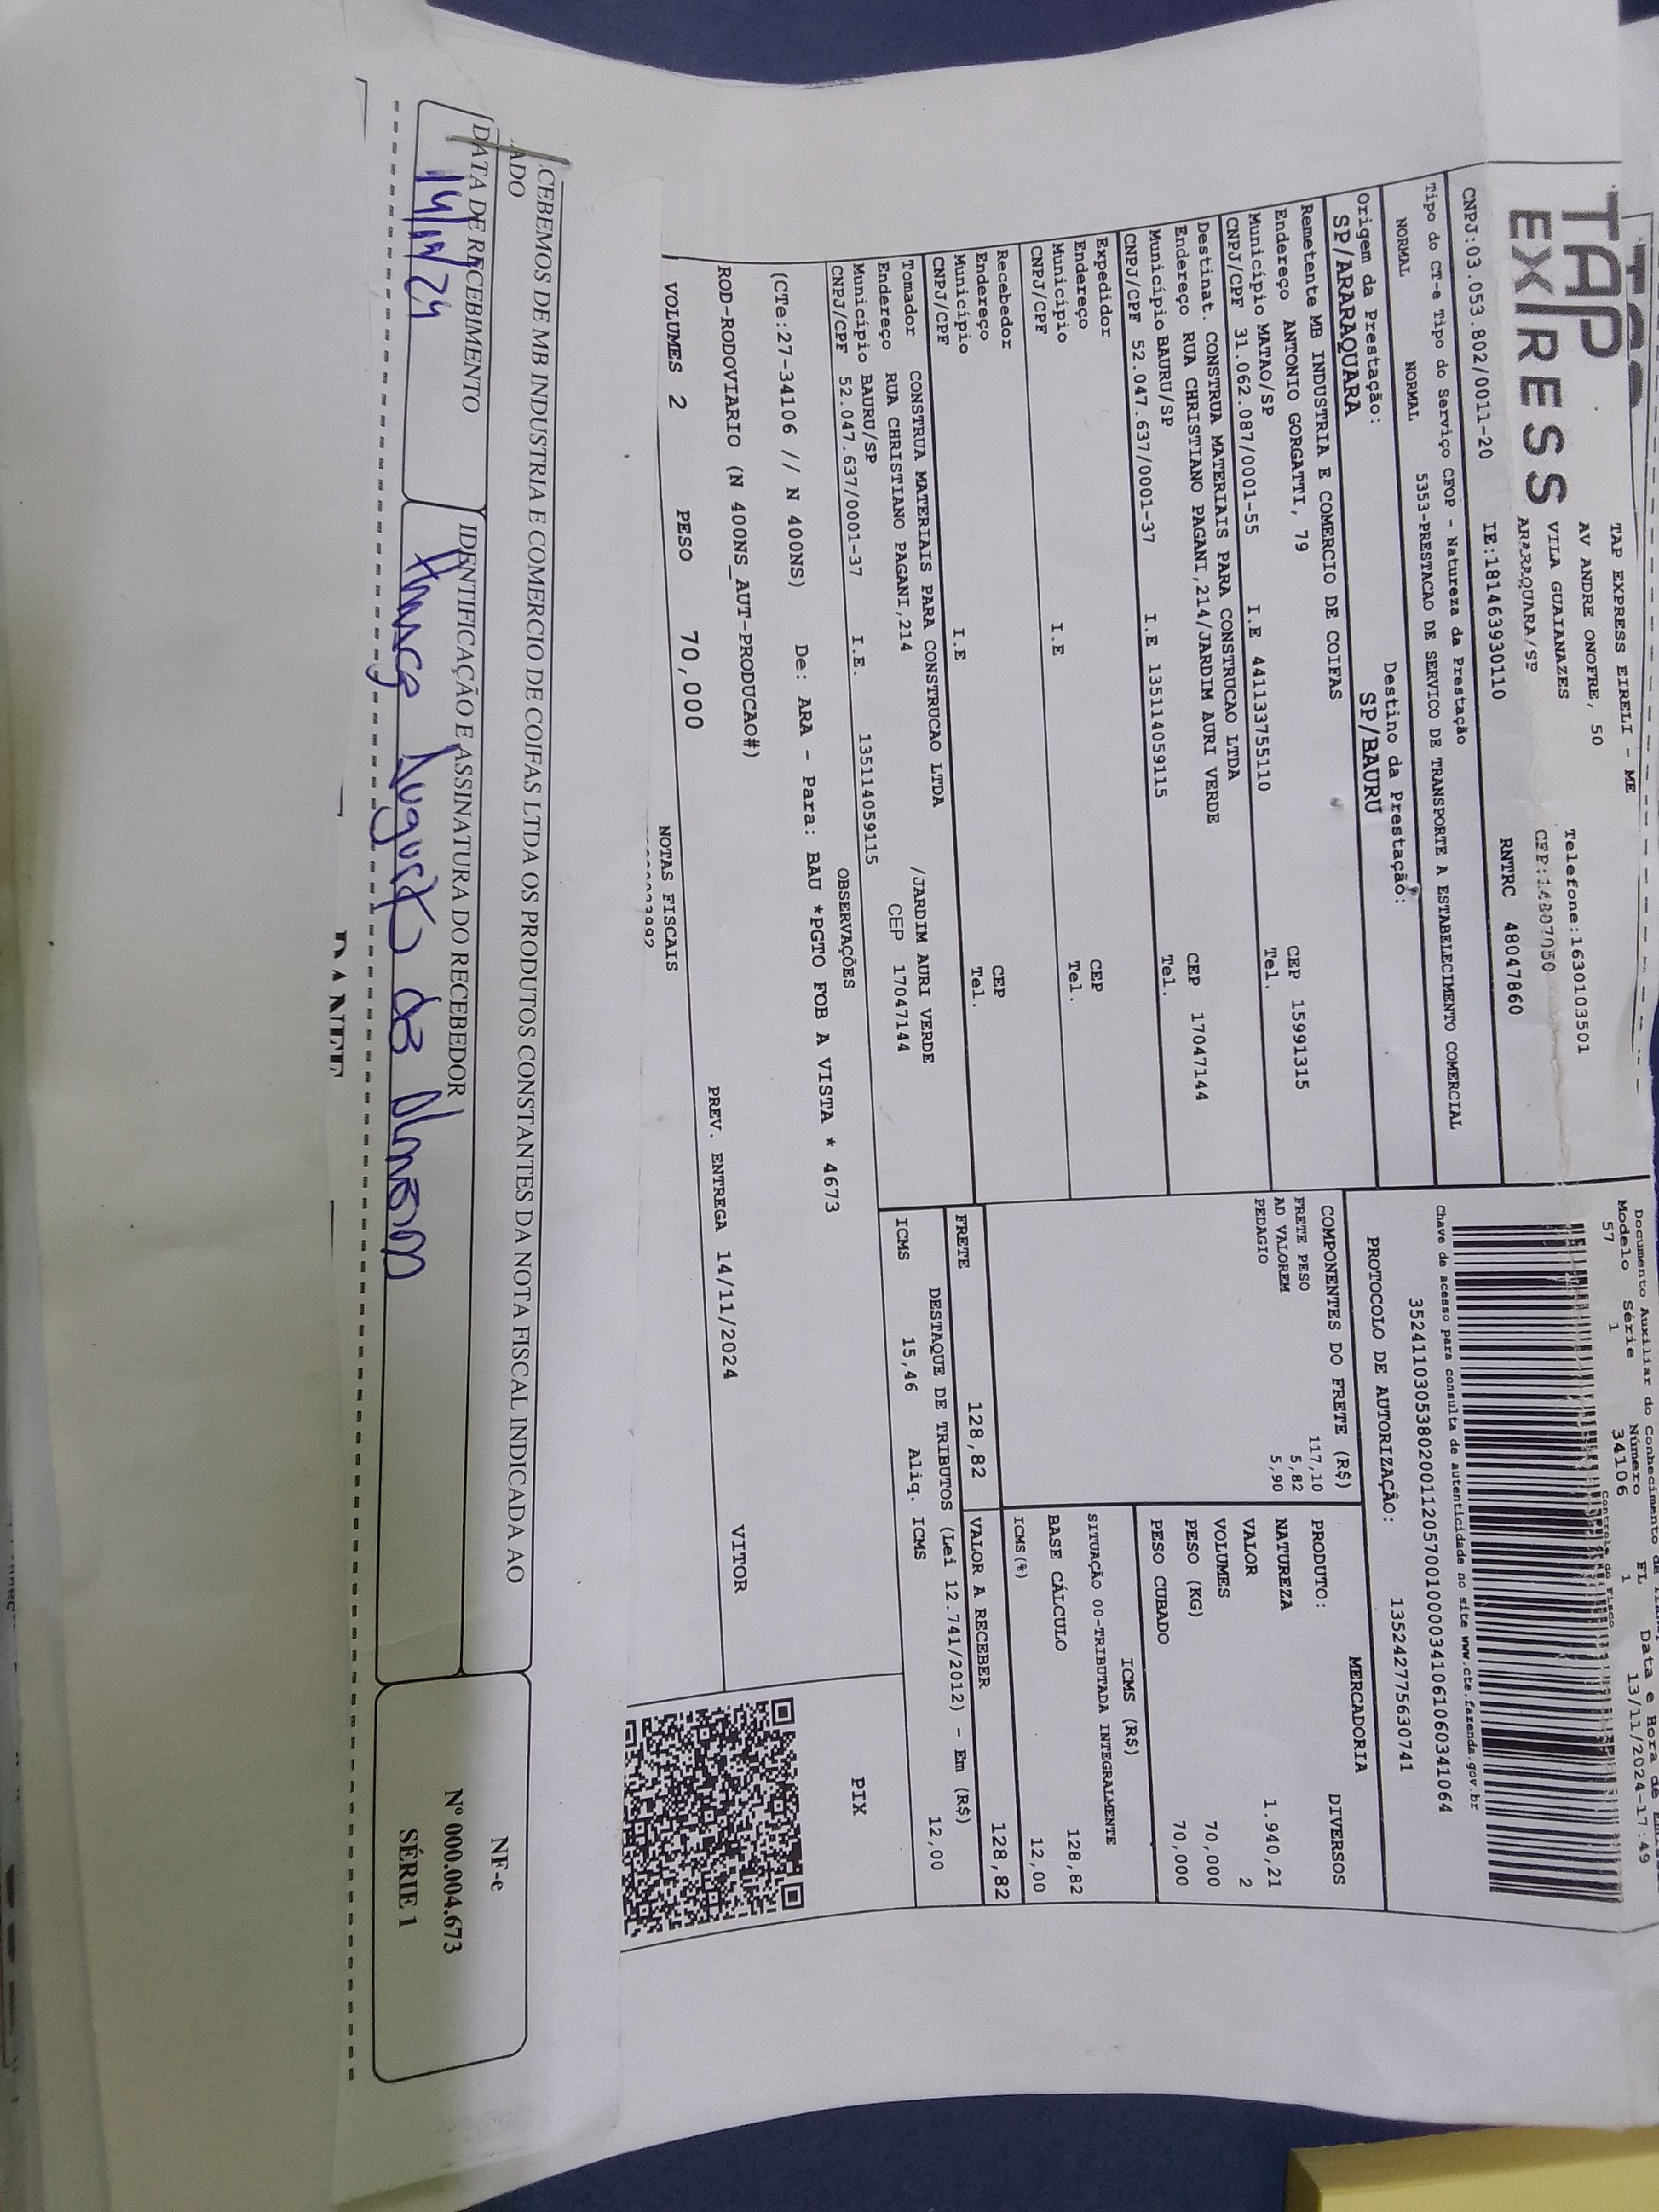 TAP
EXPRESS
TAP EXPRESS EIRELI - ME
AV ANDRE ONOFRE, 50
VILA GUAIANAZES
ARARAQUARA/SP
Telefone:1630103501
CEP:14807050
CNPJ:03.053.802/0011-20 IE:181463930110 RNTRC 48047860
Documento Auxiliar do Conhecimento de
Modelo Série Número FL Data e Hora de
57 1 34106 1 13/11/2024-17:49
Controle do Fisco
Chave de acesso para consulta de autenticidade no site www.cte.fazenda.gov.br
35241103053802001120570010000341061060341064
PROTOCOLO DE AUTORIZAÇÃO: 135242775630741
Tipo do CT-e Tipo do Serviço CFOP - Natureza da Prestação
NORMAL NORMAL 5353-PRESTACAO DE SERVICO DE TRANSPORTE A ESTABELECIMENTO COMERCIAL
Origem da Prestação: Destino da Prestação:
SP/ARARAQUARA SP/BAURU
Remetente MB INDUSTRIA E COMERCIO DE COIFAS
Endereço ANTONIO GORGATTI, 79 CEP 15991315
Município MATAO/SP Tel.
CNPJ/CPF 31.062.087/0001-55 I.E 441133755110
Destinat. CONSTRUA MATERIAIS PARA CONSTRUCAO LTDA
Endereço RUA CHRISTIANO PAGANI,214/JARDIM AURI VERDE CEP 17047144
Município BAURU/SP Tel.
CNPJ/CPF 52.047.637/0001-37 I.E 135114059115
Expedidor
Endereço CEP
Município Tel.
CNPJ/CPF I.E
Recebedor
Endereço CEP
Município Tel.
CNPJ/CPF I.E
Tomador CONSTRUA MATERIAIS PARA CONSTRUCAO LTDA
Endereço RUA CHRISTIANO PAGANI,214 /JARDIM AURI VERDE
Município BAURU/SP CEP 17047144
CNPJ/CPF 52.047.637/0001-37 I.E. 135114059115
COMPONENTES DO FRETE (R$)
FRETE PESO 117,10
AD VALOREM 5,82
PEDAGIO 5,90
MERCADORIA
PRODUTO: DIVERSOS
NATUREZA
VALOR 1.940,21
VOLUMES 2
PESO (KG) 70,000
PESO CUBADO 70,000
ICMS (R$)
SITUAÇÃO 00-TRIBUTADA INTEGRALMENTE
BASE CÁLCULO 128,82
ICMS(%) 12,00
FRETE 128,82 VALOR A RECEBER 128,82
DESTAQUE DE TRIBUTOS (Lei 12.741/2012) - Em (R$)
ICMS 15,46 Aliq. ICMS 12,00
OBSERVAÇÕES
(CTe:27-34106 // N 400NS) De: ARA - Para: BAU *PGTO FOB A VISTA * 4673
PIX
ROD-RODOVIARIO (N 400NS_AUT-PRODUCAO#)
PREV. ENTREGA 14/11/2024 VITOR
VOLUMES 2 PESO 70,000 NOTAS FISCAIS
CEBEMOS DE MB INDUSTRIA E COMERCIO DE COIFAS LTDA OS PRODUTOS CONSTANTES DA NOTA FISCAL INDICADA AO
ADO
DATA DE RECEBIMENTO IDENTIFICAÇÃO E ASSINATURA DO RECEBEDOR
14/11/24 Augusto de
NF-e
Nº 000.004.673
SÉRIE 1